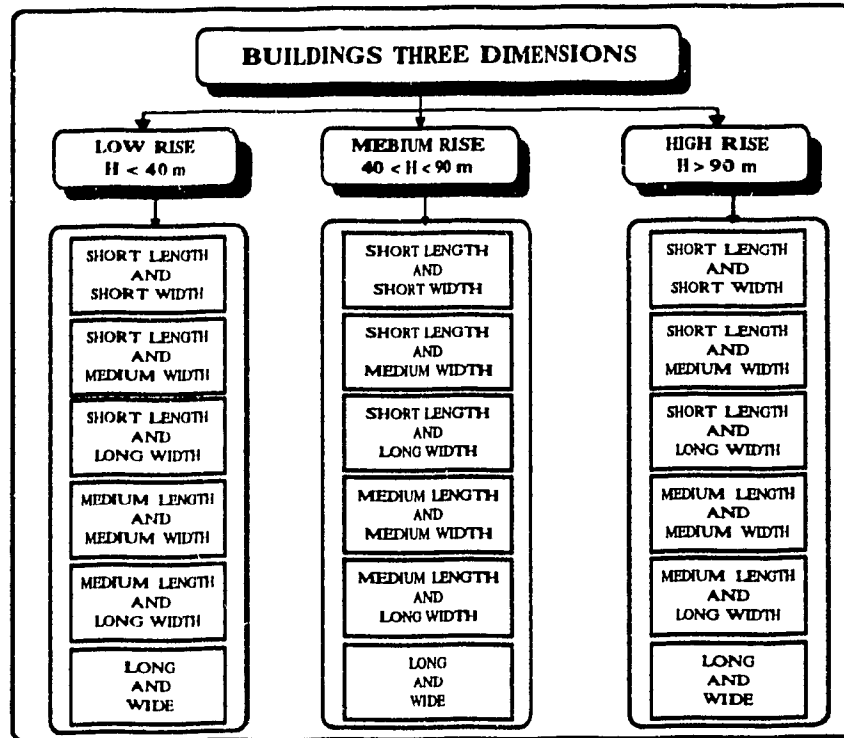 BUILDINGS THREE DIMENSIONS
LOW RISE
H < 40 m
MEBIUM RISE
40 < H < 90 m
HIGH RISE
H > 90 m
SHORT LENGTH
AND
SHORT WIDTH
SHORT LENGTH
AND
MEDIUM WIDTH
SHORT LENGTH
AND
LONG WIDTH
MEDIUM LENGTH
AND
MEDIUM WIDTH
MEDIUM LENGTH
AND
LONG WIDTH
LONG
AND
WIDE
SHORT LENGTH
AND
SHORT WIDTH
SHORT LENGTH
AND
MEDIUM WIDTH
SHORT LENGTH
AND
LONG WIDTH
MEDIUM LENGTH
AND
MEDIUM WIDTH
MEDIUM LENGTH
AND
LONG WIDTH
LONG
AND
WIDE
SHORT LENGTH
AND
SHORT WIDTH
SHORT LENGTH
AND
MEDIUM WIDTH
SHORT LENGTH
AND
LONG WIDTH
MEDIUM LENGTH
AND
MEDIUM WIDTH
MEDIUM LENGTH
AND
LONG WIDTH
LONG
AND
WIDE